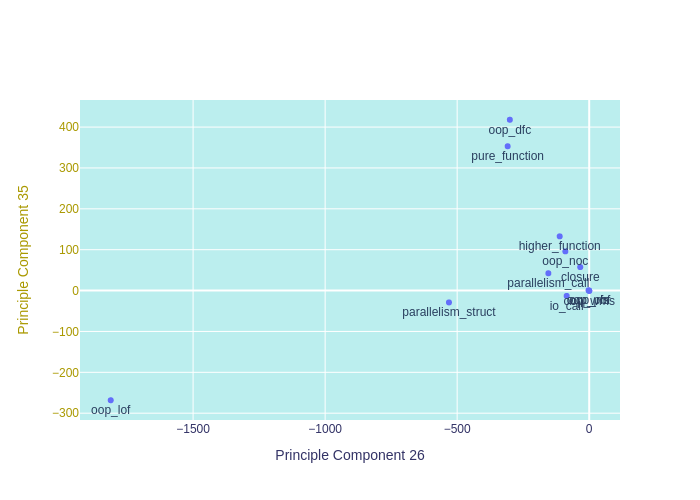 400
300
200
100
0
−100
−200
−300
Principle Component 35
oop_dfc
pure_function
higher_function
oop_noc
closure
parallelism_call
io_call
parallelism_struct
oop_lof
−1500
−1000
−500
0
Principle Component 26